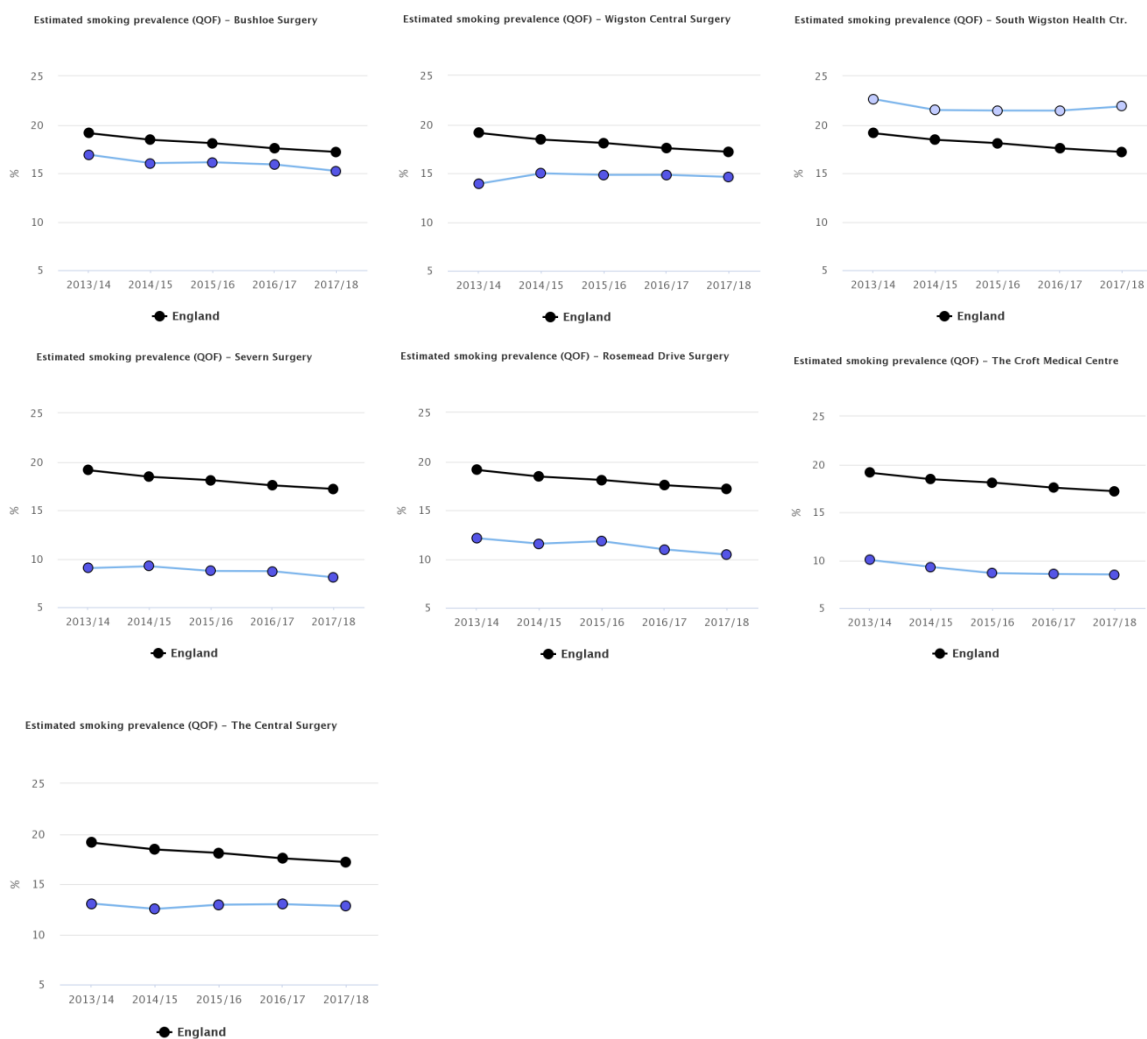 Estimated smoking prevalence (QOF) – Bushloe Surgery
25
20
15
10
5
%
2013/14 2014/15 2015/16 2016/17 2017/18
England
Estimated smoking prevalence (QOF) – Wigston Central Surgery
25
20
15
10
5
%
2013/14 2014/15 2015/16 2016/17 2017/18
England
Estimated smoking prevalence (QOF) – South Wigston Health Ctr.
25
20
15
10
5
%
2013/14 2014/15 2015/16 2016/17 2017/18
England
Estimated smoking prevalence (QOF) – Severn Surgery
25
20
15
10
5
%
2013/14 2014/15 2015/16 2016/17 2017/18
England
Estimated smoking prevalence (QOF) – Rosemead Drive Surgery
25
20
15
10
5
%
2013/14 2014/15 2015/16 2016/17 2017/18
England
Estimated smoking prevalence (QOF) – The Croft Medical Centre
25
20
15
10
5
%
2013/14 2014/15 2015/16 2016/17 2017/18
England
Estimated smoking prevalence (QOF) – The Central Surgery
25
20
15
10
5
%
2013/14 2014/15 2015/16 2016/17 2017/18
England